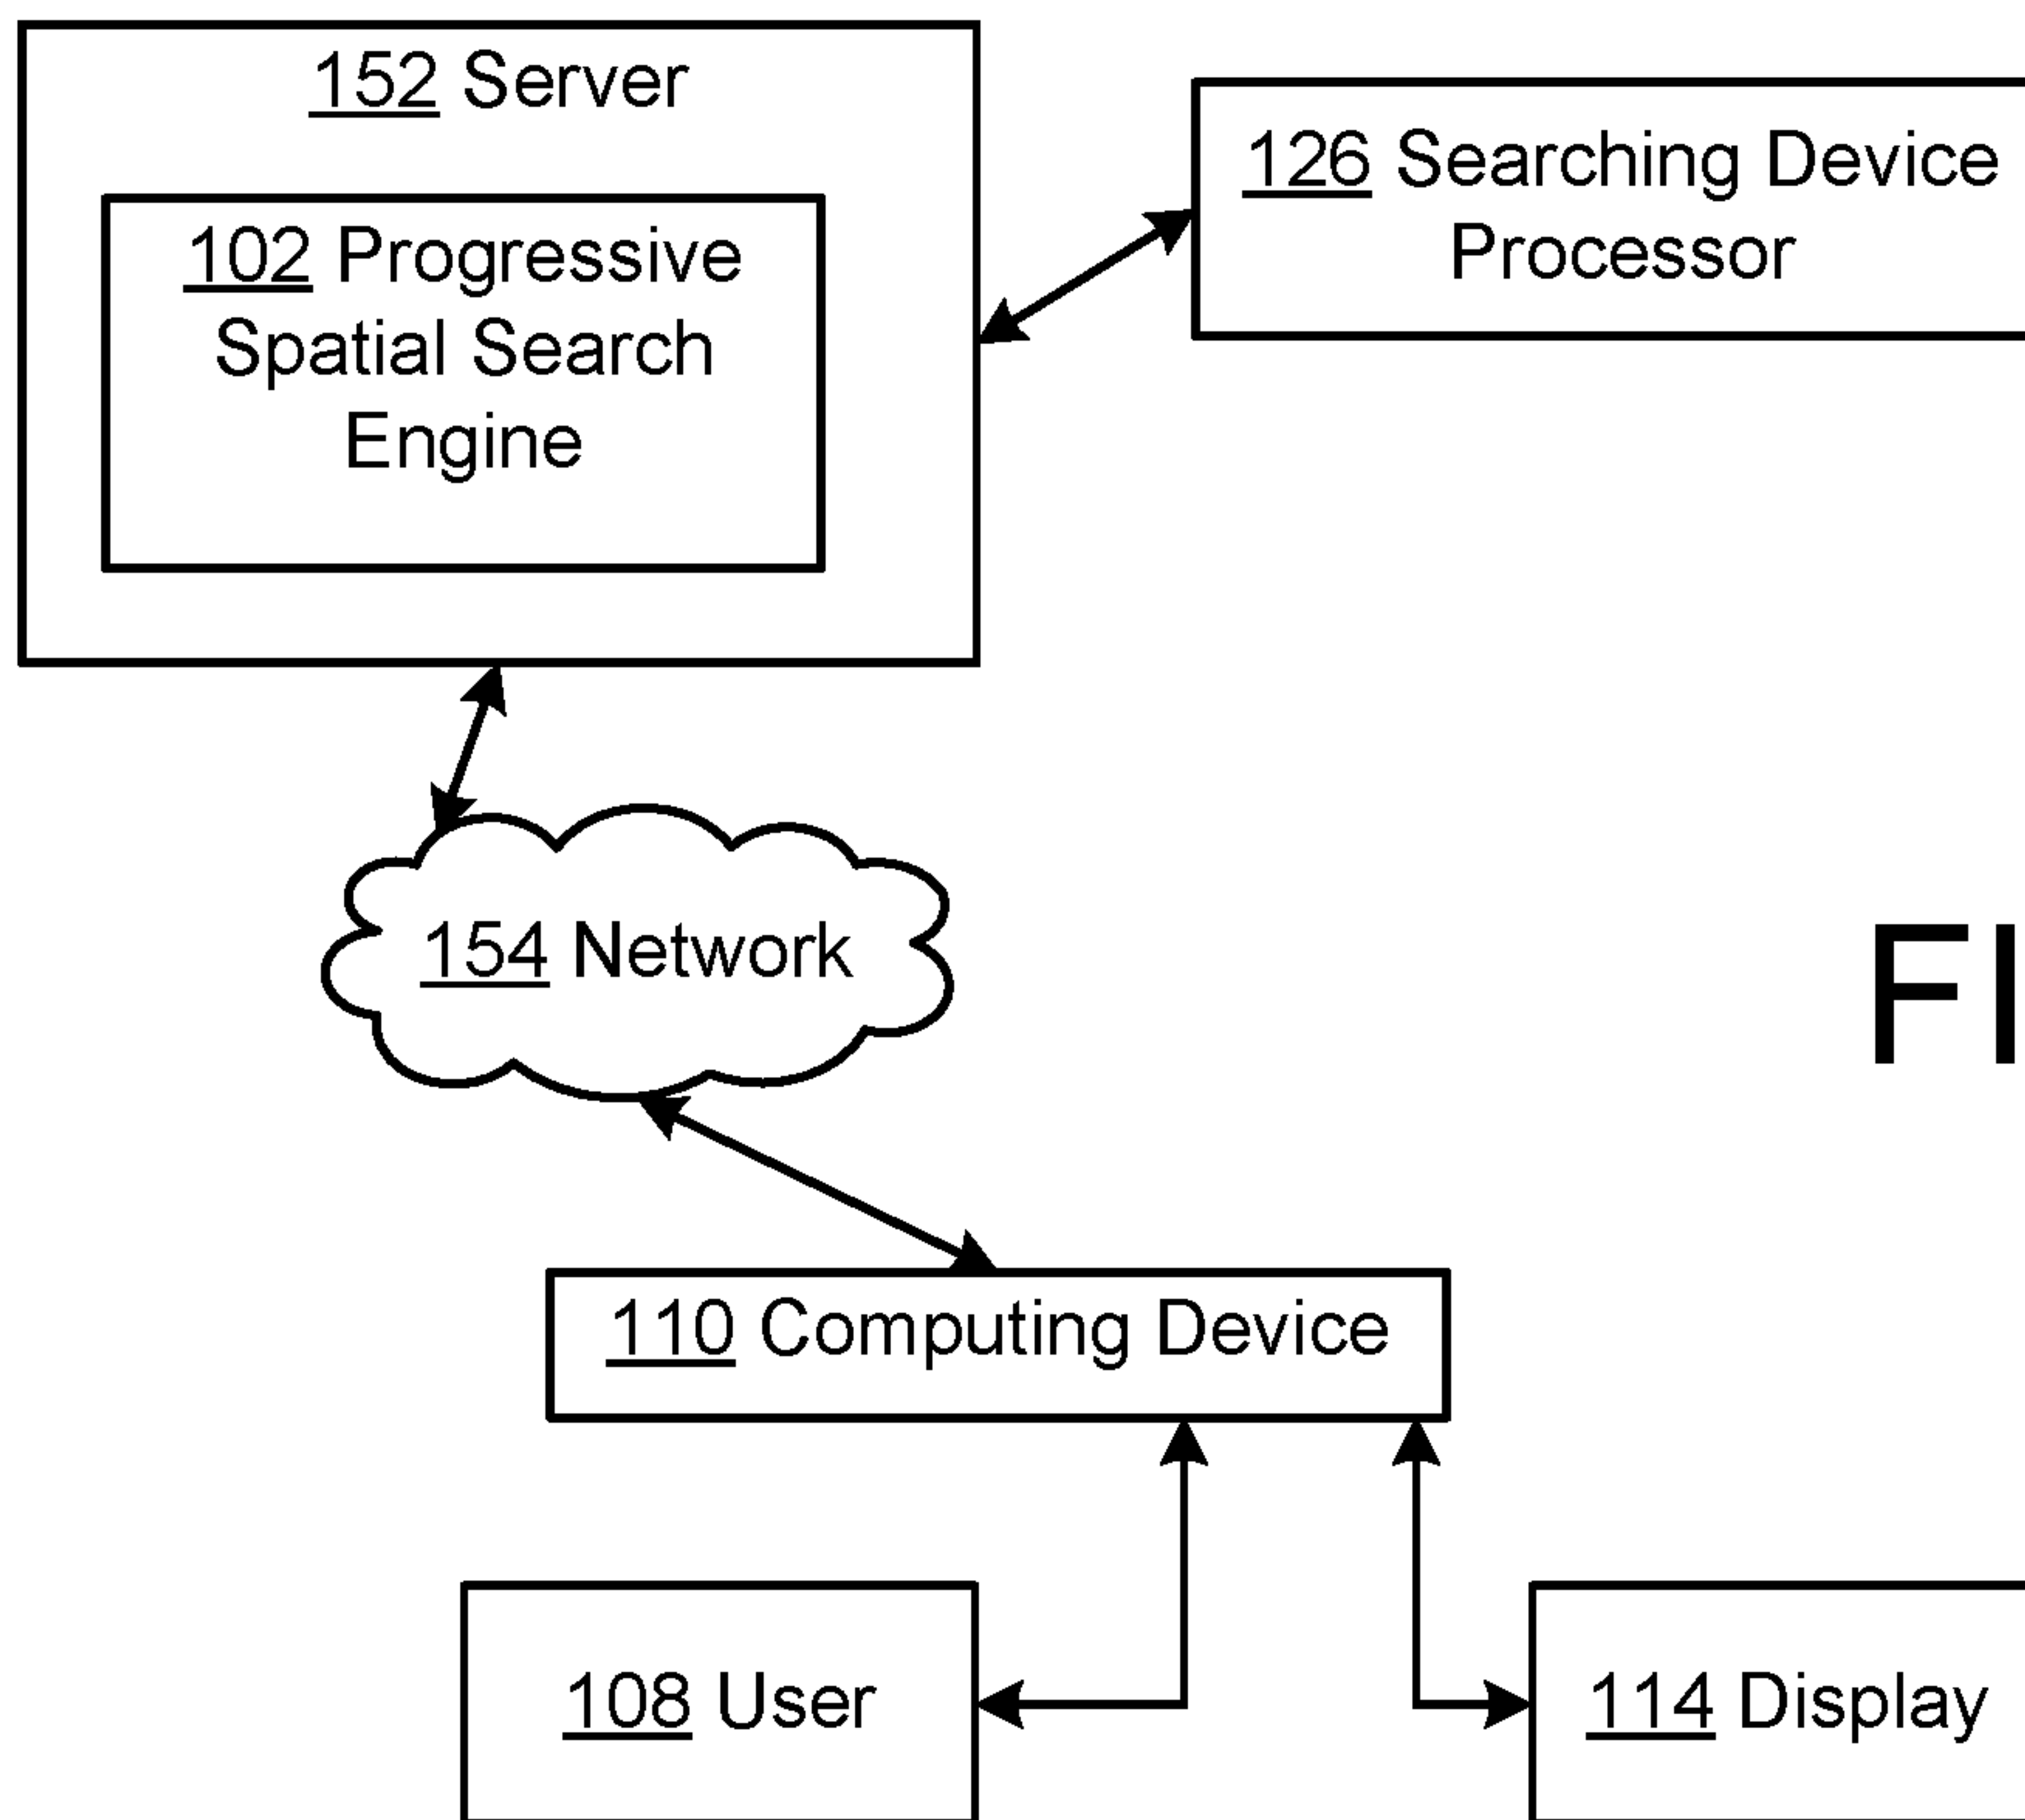 152 Server
126 Searching Device
Processor
102 Progressive
Spatial Search
Engine
154 Network
FI
110 Computing Device
108 User
114 Display